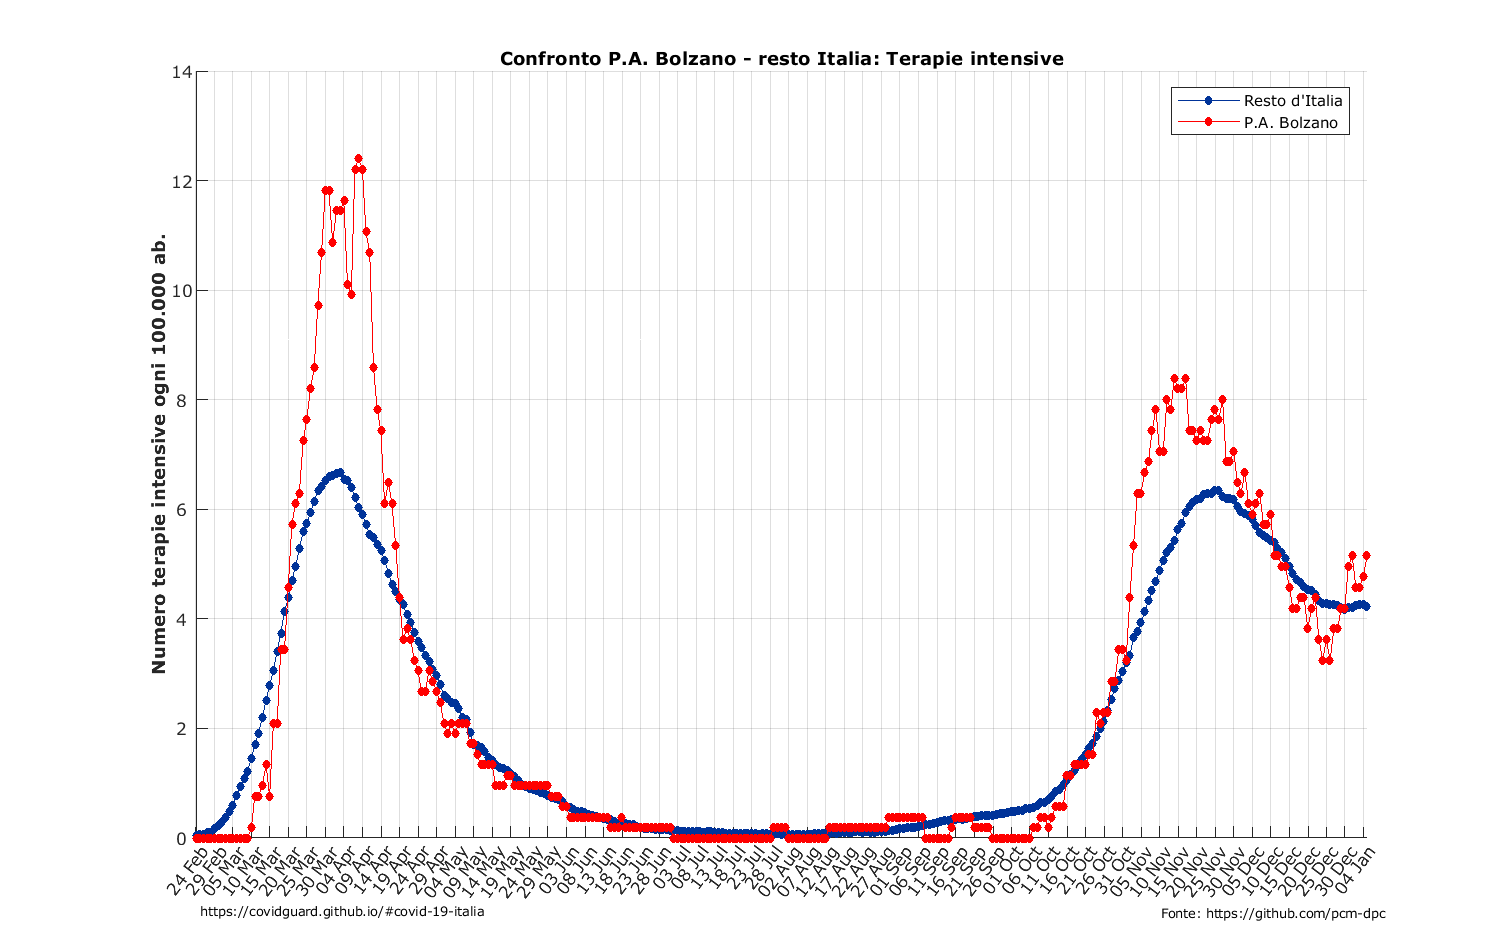 Confronto P.A. Bolzano - resto Italia: Terapie intensive
Resto d'Italia
P.A. Bolzano
Numero terapie intensive ogni 100.000 ab.
14
12
10
8
6
4
2
0
24 Feb
29 Feb
05 Mar
10 Mar
15 Mar
20 Mar
25 Mar
30 Mar
04 Apr
09 Apr
14 Apr
19 Apr
24 Apr
29 Apr
04 May
09 May
14 May
19 May
24 May
29 May
03 Jun
08 Jun
13 Jun
18 Jun
23 Jun
28 Jun
03 Jul
08 Jul
13 Jul
18 Jul
23 Jul
28 Jul
02 Aug
07 Aug
12 Aug
17 Aug
22 Aug
27 Aug
01 Sep
06 Sep
11 Sep
16 Sep
21 Sep
26 Sep
01 Oct
06 Oct
11 Oct
16 Oct
21 Oct
26 Oct
31 Oct
05 Nov
10 Nov
15 Nov
20 Nov
25 Nov
30 Nov
05 Dec
10 Dec
15 Dec
20 Dec
25 Dec
30 Dec
04 Jan
https://covidguard.github.io/#covid-19-italia
Fonte: https://github.com/pcm-dpc